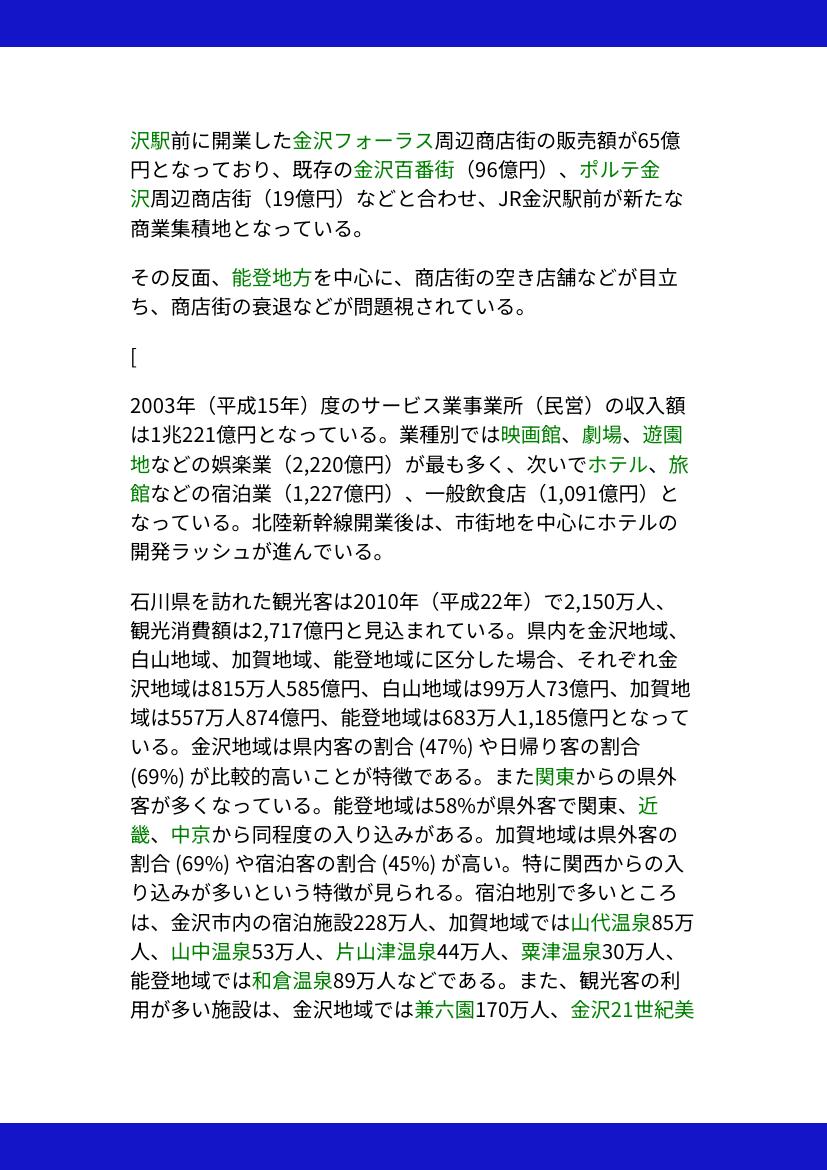 沢駅前に開業した金沢フォーラス周辺商店街の販売額が65億
円となっており、既存の金沢百番街（96億円）、ポルテ金
沢周辺商店街（19億円）などと合わせ、JR金沢駅前が新たな
商業集積地となっている。
その反面、能登地方を中心に、商店街の空き店舗などが目立
ち、商店街の衰退などが問題視されている。
[
2003年（平成15年）度のサービス業事業所（民営）の収入額
は1兆221億円となっている。業種別では映画館、劇場、遊園
地などの娯楽業（2,220億円）が最も多く、次いでホテル、旅
館などの宿泊業（1,227億円）、一般飲食店（1,091億円）と
なっている。北陸新幹線開業後は、市街地を中心にホテルの
開発ラッシュが進んでいる。
石川県を訪れた観光客は2010年（平成22年）で2,150万人、
観光消費額は2,717億円と見込まれている。県内を金沢地域、
白山地域、加賀地域、能登地域に区分した場合、それぞれ金
沢地域は815万人585億円、白山地域は99万人73億円、加賀地
域は557万人874億円、能登地域は683万人1,185億円となって
いる。金沢地域は県内客の割合 (47%) や日帰り客の割合
(69%) が比較的高いことが特徴である。また関東からの県外
客が多くなっている。能登地域は58%が県外客で関東、近
畿、中京から同程度の入り込みがある。加賀地域は県外客の
割合 (69%) や宿泊客の割合 (45%) が高い。特に関西からの入
り込みが多いという特徴が見られる。宿泊地別で多いところ
は、金沢市内の宿泊施設228万人、加賀地域では山代温泉85万
人、山中温泉53万人、片山津温泉44万人、粟津温泉30万人、
能登地域では和倉温泉89万人などである。また、観光客の利
用が多い施設は、金沢地域では兼六園170万人、金沢21世紀美